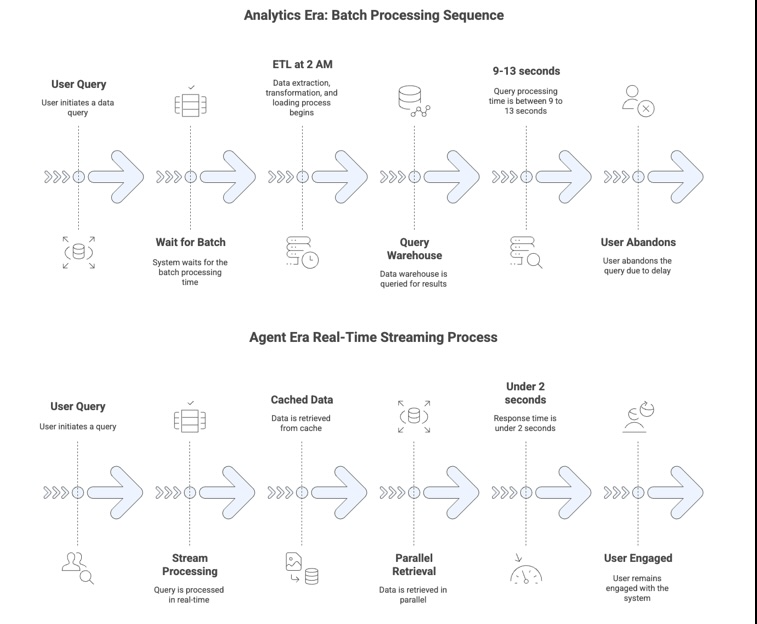 Analytics Era: Batch Processing Sequence
User Query
User initiates a data
query
Wait for Batch
System waits for the
batch processing
time
ETL at 2 AM
Data extraction,
transformation, and
loading process
begins
Query
Warehouse
Data warehouse is
queried for results
9-13 seconds
Query processing
time is between 9 to
13 seconds
User Abandons
User abandons the
query due to delay
Agent Era Real-Time Streaming Process
User Query
User initiates a query
Stream
Processing
Query is processed
in real-time
Cached Data
Data is retrieved
from cache
Parallel
Retrieval
Data is retrieved in
parallel
Under 2
seconds
Response time is
under 2 seconds
User Engaged
User remains
engaged with the
system